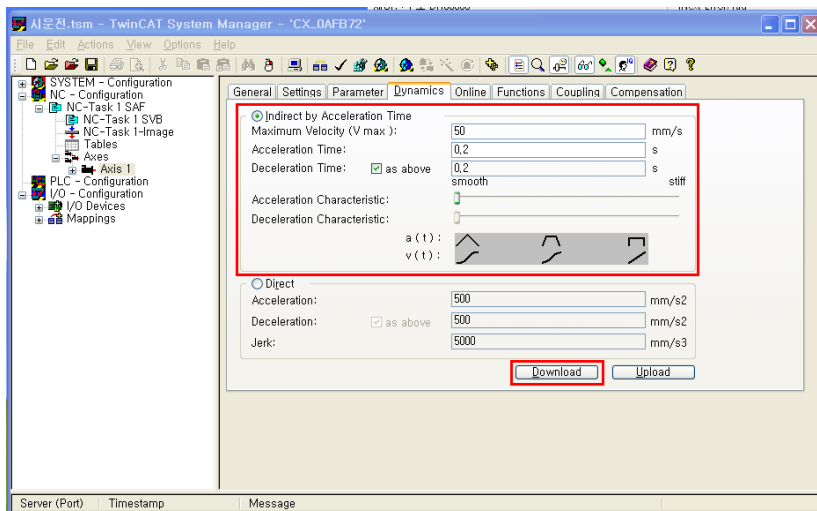 시운전.tsm - TwinCAT System Manager - 'CX_0AFB72'
File Edit Actions View Options Help
SYSTEM - Configuration
NC - Configuration
NC-Task 1 SAF
NC-Task 1 SVB
NC-Task 1-Image
Tables
Axes
Axis 1
PLC - Configuration
I/O - Configuration
I/O Devices
Mappings
General Settings Parameter Dynamics Online Functions Coupling Compensation
Indirect by Acceleration Time
Maximum Velocity (V max ): 50 mm/s
Acceleration Time: 0,2 s
Deceleration Time: as above 0,2 s
smooth stiff
Acceleration Characteristic:
Deceleration Characteristic:
a ( t ) :
v ( t ) :
Direct
Acceleration: 500 mm/s2
Deceleration: as above 500 mm/s2
Jerk: 5000 mm/s3
Download Upload
Server (Port) Timestamp Message